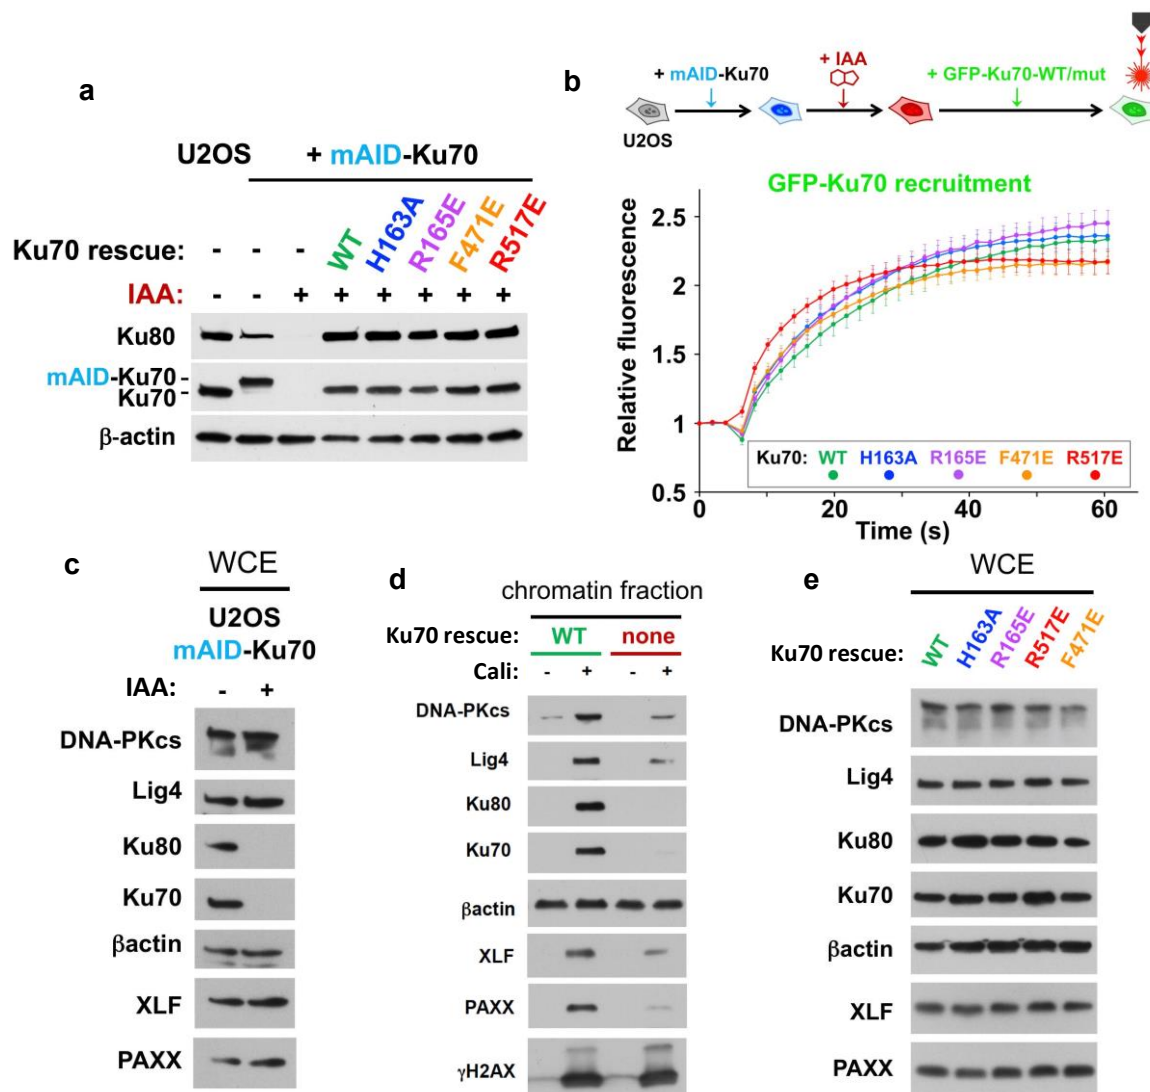 a
U2OS + mAID-Ku70
Ku70 rescue: - - - WT H163A R165E F471E R517E
IAA: - - + + + + + +
Ku80
mAID-Ku70 -
Ku70 -
β-actin
b
+ mAID-Ku70 + IAA + GFP-Ku70-WT/mut
U2OS
GFP-Ku70 recruitment
Relative fluorescence
2.5
2
1.5
1
0.5
Ku70: WT H163A R165E F471E R517E
0 20 40 60
Time (s)
c
WCE
U2OS
mAID-Ku70
IAA: - +
DNA-PKcs
Lig4
Ku80
Ku70
βactin
XLF
PAXX
d
chromatin fraction
Ku70 rescue: WT none
Cali: - + - +
DNA-PKcs
Lig4
Ku80
Ku70
βactin
XLF
PAXX
γH2AX
e
WCE
Ku70 rescue: WT H163A R165E R517E F471E
DNA-PKcs
Lig4
Ku80
Ku70
βactin
XLF
PAXX